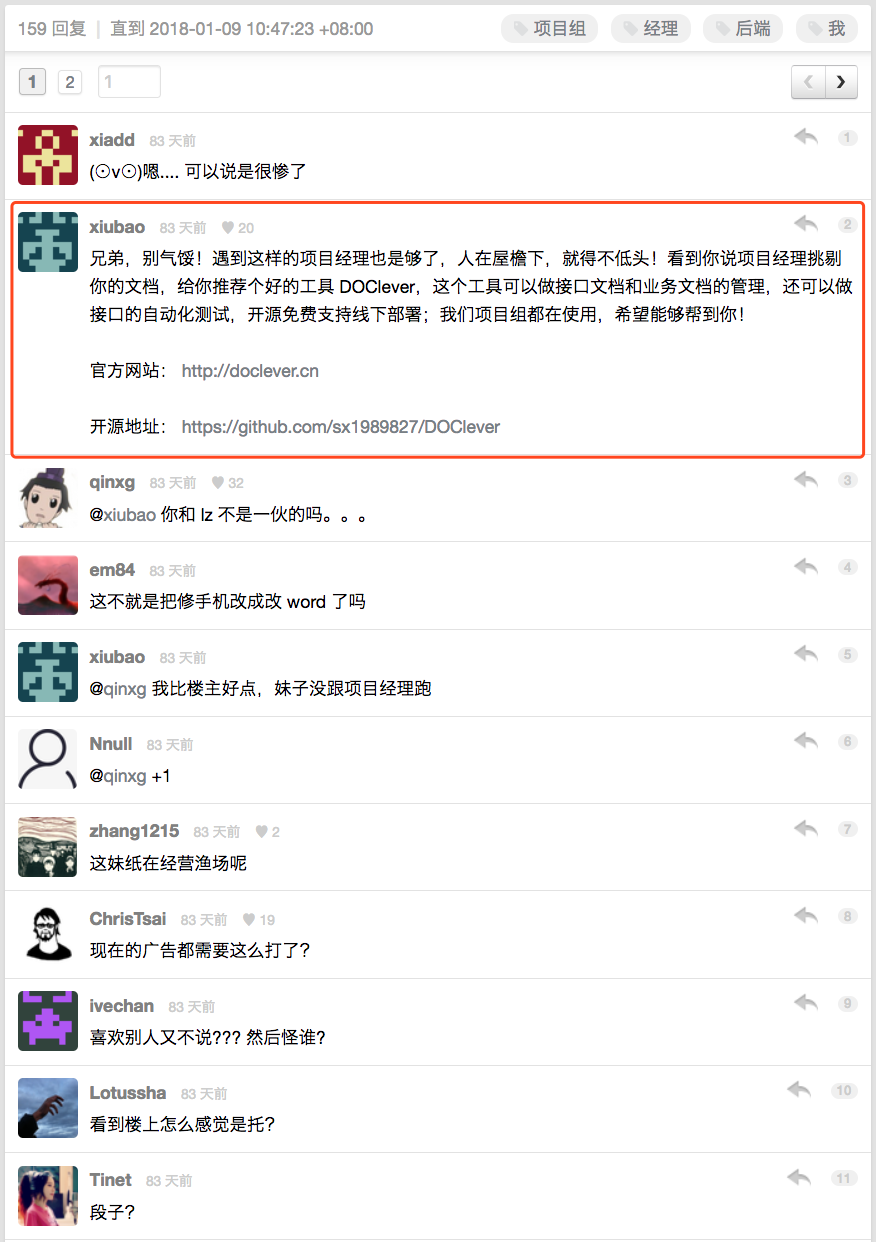 159 回复 | 直到 2018-01-09 10:47:23 +08:00 项目组 经理 后端 我
1 2 1
xiadd 83 天前 1
(⊙v⊙)嗯.... 可以说是很惨了
xiubao 83 天前 20 2
兄弟，别气馁！遇到这样的项目经理也是够了，人在屋檐下，就得不低头！看到你说项目经理挑剔
你的文档，给你推荐个好的工具 DOClever，这个工具可以做接口文档和业务文档的管理，还可以做
接口的自动化测试，开源免费支持线下部署；我们项目组都在使用，希望能够帮到你！
官方网站： http://doclever.cn
开源地址： https://github.com/sx1989827/DOClever
qinxg 83 天前 32 3
@xiubao 你和 lz 不是一伙的吗。。。
em84 83 天前 4
这不就是把修手机改成改 word 了吗
xiubao 83 天前 5
@qinxg 我比楼主好点，妹子没跟项目经理跑
Nnull 83 天前 6
@qinxg +1
zhang1215 83 天前 2 7
这妹纸在经营渔场呢
ChrisTsai 83 天前 19 8
现在的广告都需要这么打了?
ivechan 83 天前 9
喜欢别人又不说??? 然后怪谁?
Lotussha 83 天前 10
看到楼上怎么感觉是托?
Tinet 83 天前 11
段子?